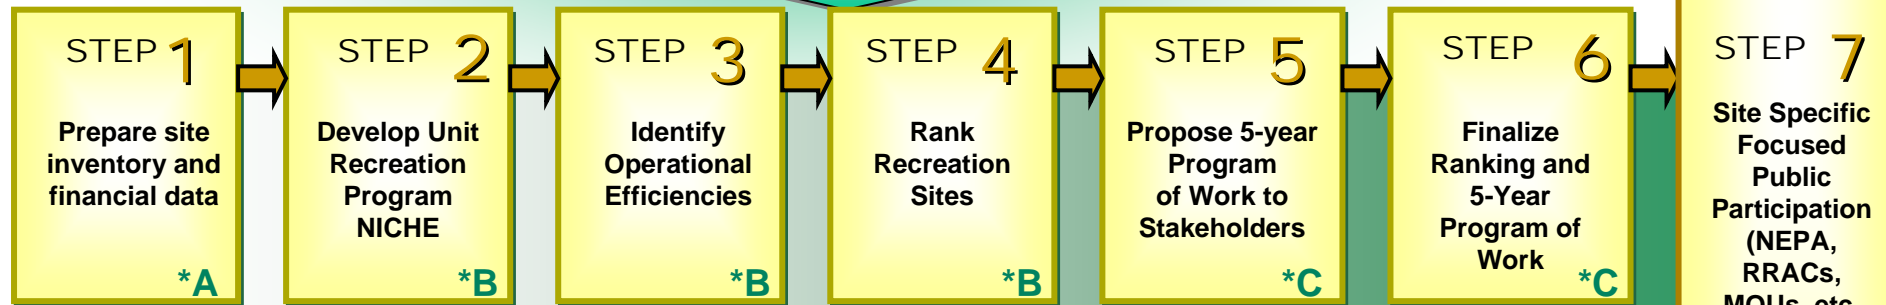 STEP 1
Prepare site
inventory and
financial data
*A
STEP 2
Develop Unit
Recreation
Program
NICHE
*B
STEP 3
Identify
Operational
Efficiencies
*B
STEP 4
Rank
Recreation
Sites
*B
STEP 5
Propose 5-year
Program
of Work to
Stakeholders
*C
STEP 6
Finalize
Ranking and
5-Year
Program of
Work
*C
STEP 7
Site Specific
Focused
Public
Participation
(NEPA,
RRACs,
MOUs, etc.